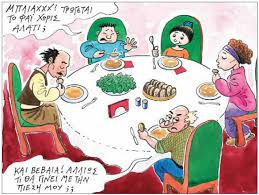 ΜΠΛΙΑΧΧΧ! ΤΡΩΓΕΤΑΙ
ΤΟ ΦΑΪ ΧΩΡΙΣ
ΑΛΑΤΙ;
ΚΑΙ ΒΕΒΑΙΑ! ΑΛΛΙΩΣ
ΤΙ ΘΑ ΓΙΝΕΙ ΜΕ ΤΗΝ
ΠΙΕΣΗ ΜΟΥ;